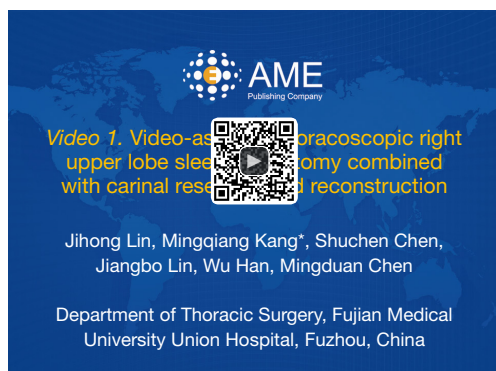 E AME
Publishing Company
Video 1. Video-as oracoscopic right
upper lobe slee tomy combined
with carinal rese d reconstruction
Jihong Lin, Mingqiang Kang*, Shuchen Chen,
Jiangbo Lin, Wu Han, Mingduan Chen
Department of Thoracic Surgery, Fujian Medical
University Union Hospital, Fuzhou, China